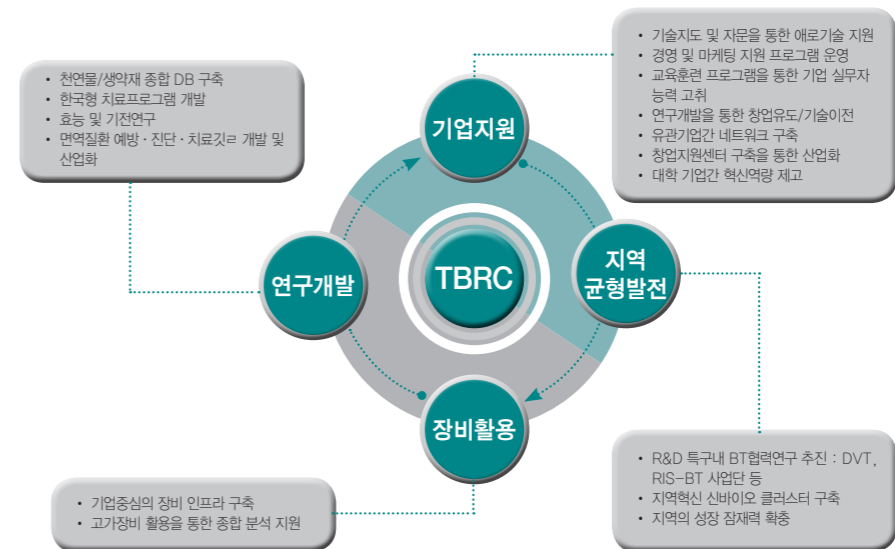 • 기술지도 및 자문을 통한 애로기술 지원
• 경영 및 마케팅 지원 프로그램 운영
• 교육훈련 프로그램을 통한 기업 실무자
능력 고취
• 연구개발을 통한 창업유도/기술이전
• 유관기업간 네트워크 구축
• 창업지원센터 구축을 통한 산업화
• 대학 기업간 혁신역량 제고
• 천연물/생약재 종합 DB 구축
• 한국형 치료프로그램 개발
• 효능 및 기전연구
• 면역질환 예방·진단·치료깃ㄹ 개발 및
산업화
기업지원
연구개발
TBRC
지역
균형발전
장비활용
• R&D 특구내 BT협력연구 추진 : DVT,
RIS-BT 사업단 등
• 지역혁신 신바이오 클러스터 구축
• 지역의 성장 잠재력 확충
• 기업중심의 장비 인프라 구축
• 고가장비 활용을 통한 종합 분석 지원